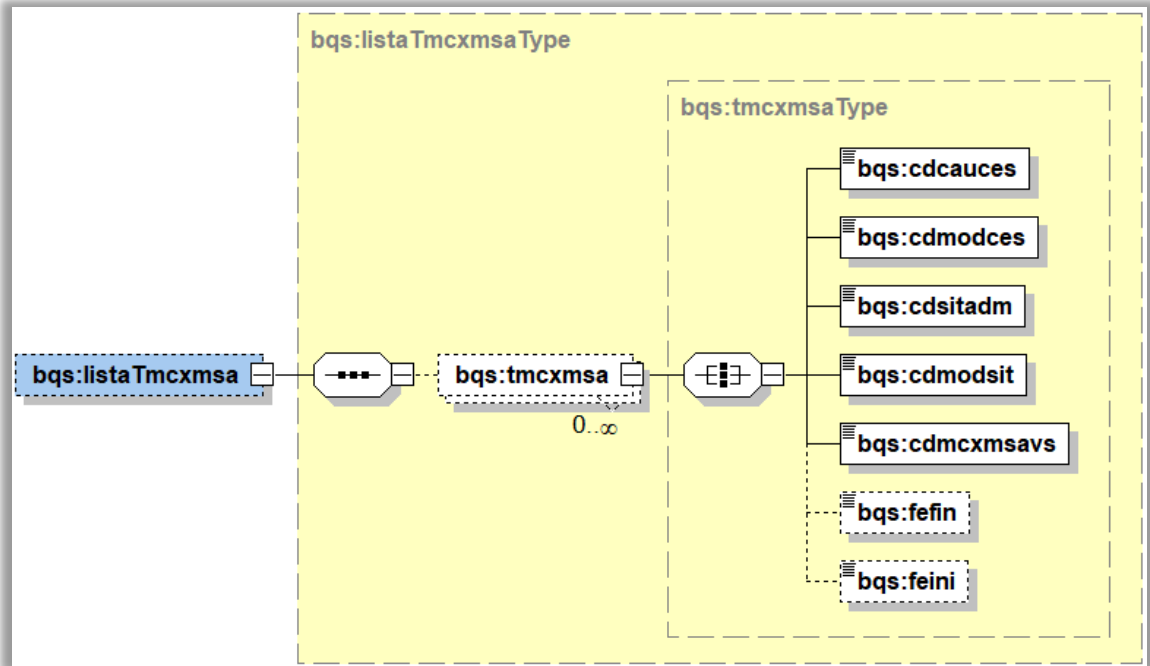 bqs:listaTmcxmsaType
bqs:tmcxmsaType
bqs:cdcauces
bqs:cdmodces
bqs:cdsitadm
bqs:listaTmcxmsa
bqs:tmcxmsa
0..∞
bqs:cdmodsit
bqs:cdmcxmsavs
bqs:fefin
bqs:feini